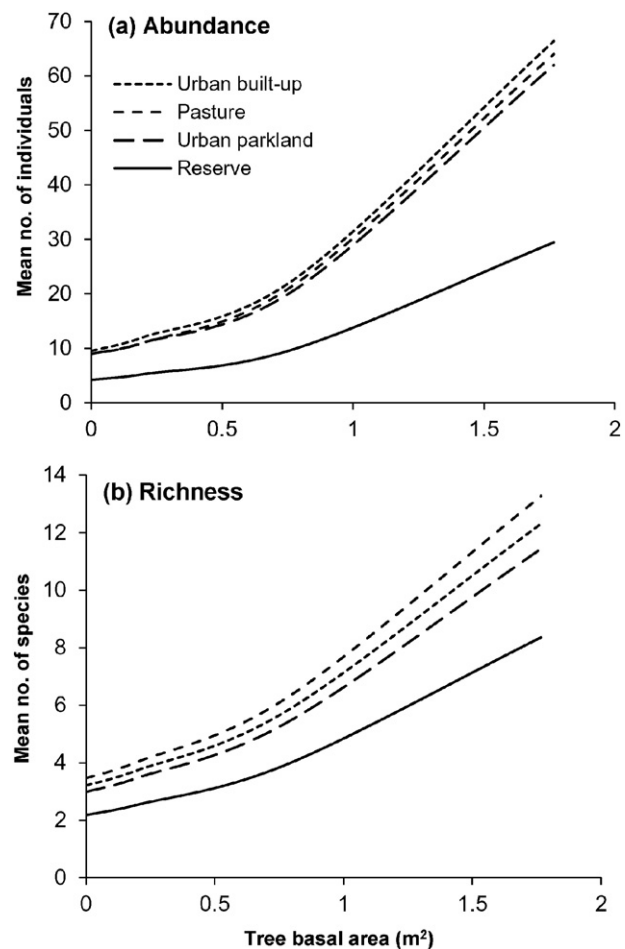 (a) Abundance
Urban built-up
Pasture
Urban parkland
Reserve
Mean no. of individuals
70
60
50
40
30
20
10
0
0 0.5 1 1.5 2
(b) Richness
Mean no. of species
14
12
10
8
6
4
2
0
0 0.5 1 1.5 2
Tree basal area (m²)